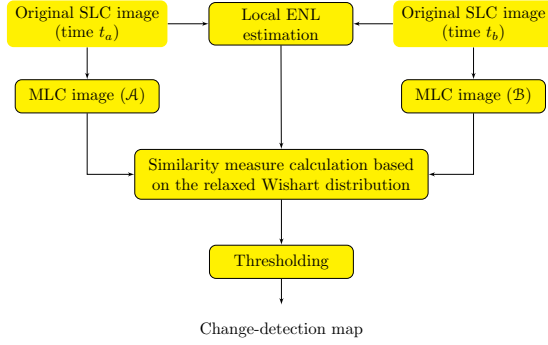 Original SLC image
(time tₐ)
Local ENL
estimation
Original SLC image
(time t_b)
MLC image (𝒜)
MLC image (ℬ)
Similarity measure calculation based
on the relaxed Wishart distribution
Thresholding
Change-detection map